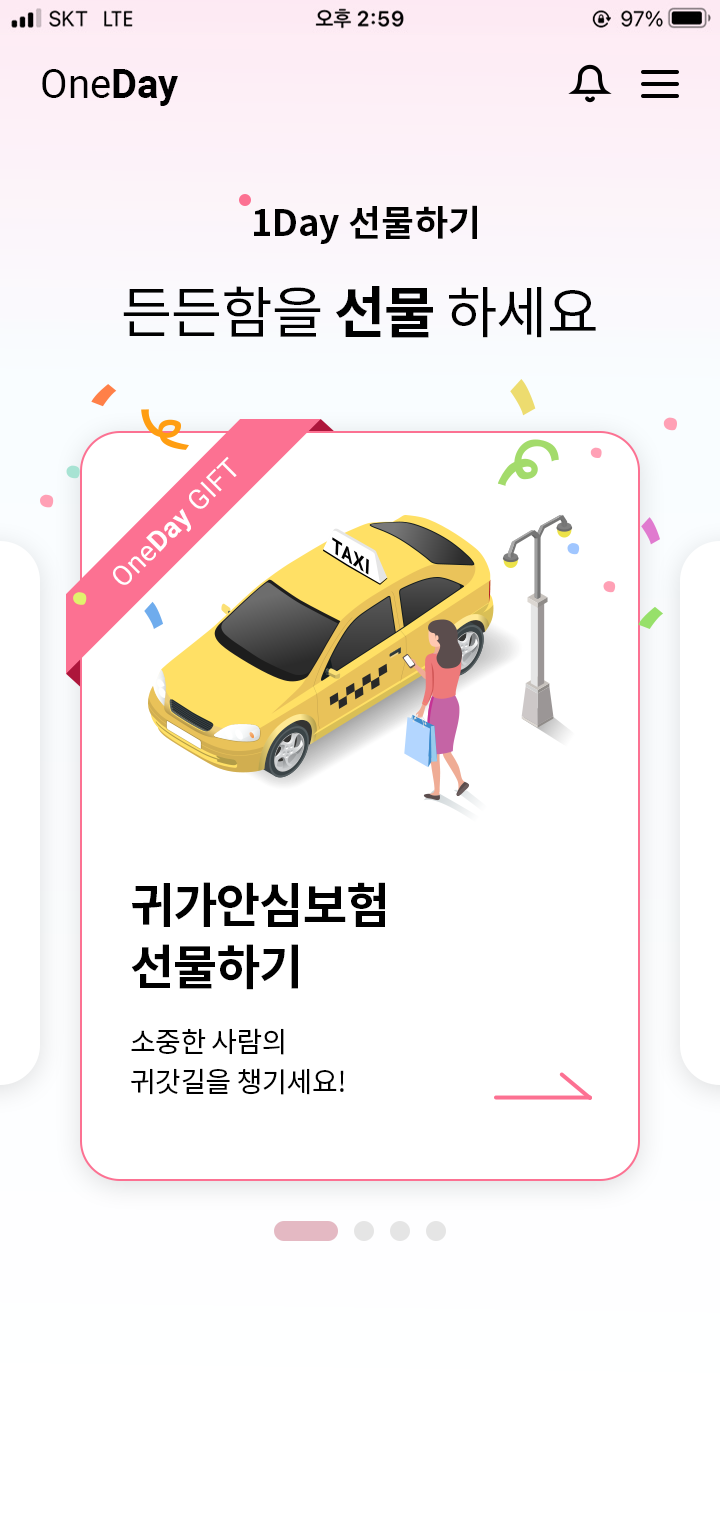 SKT LTE 오후 2:59 97%
OneDay
1Day 선물하기
든든함을 선물 하세요
OneDay GIFT
TAXI
귀가안심보험
선물하기
소중한 사람의
귀갓길을 챙기세요!